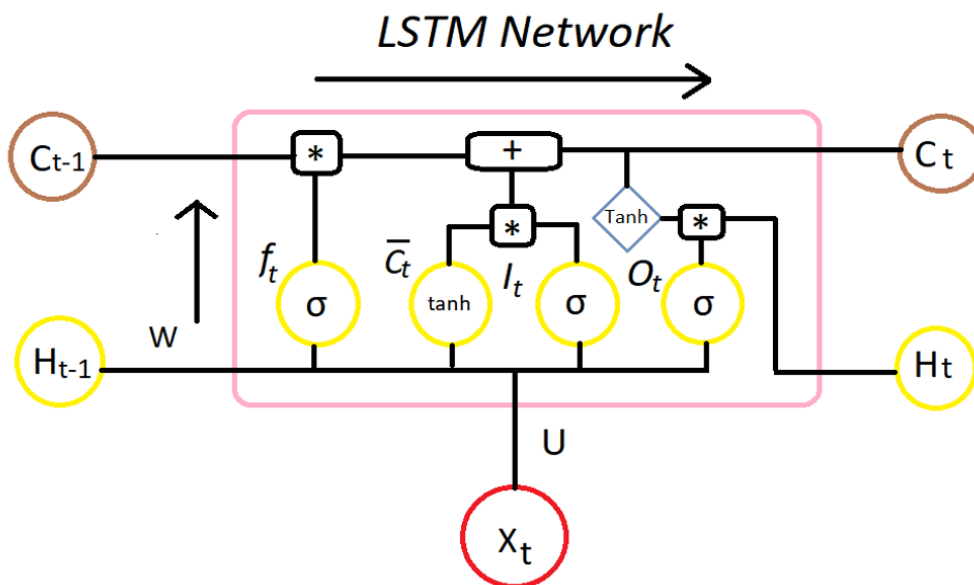 LSTM Network
Ct-1
*
+
Ct
Tanh
*
*
ft
C̅t
It
Ot
σ
tanh
σ
σ
W
Ht-1
Ht
U
Xt